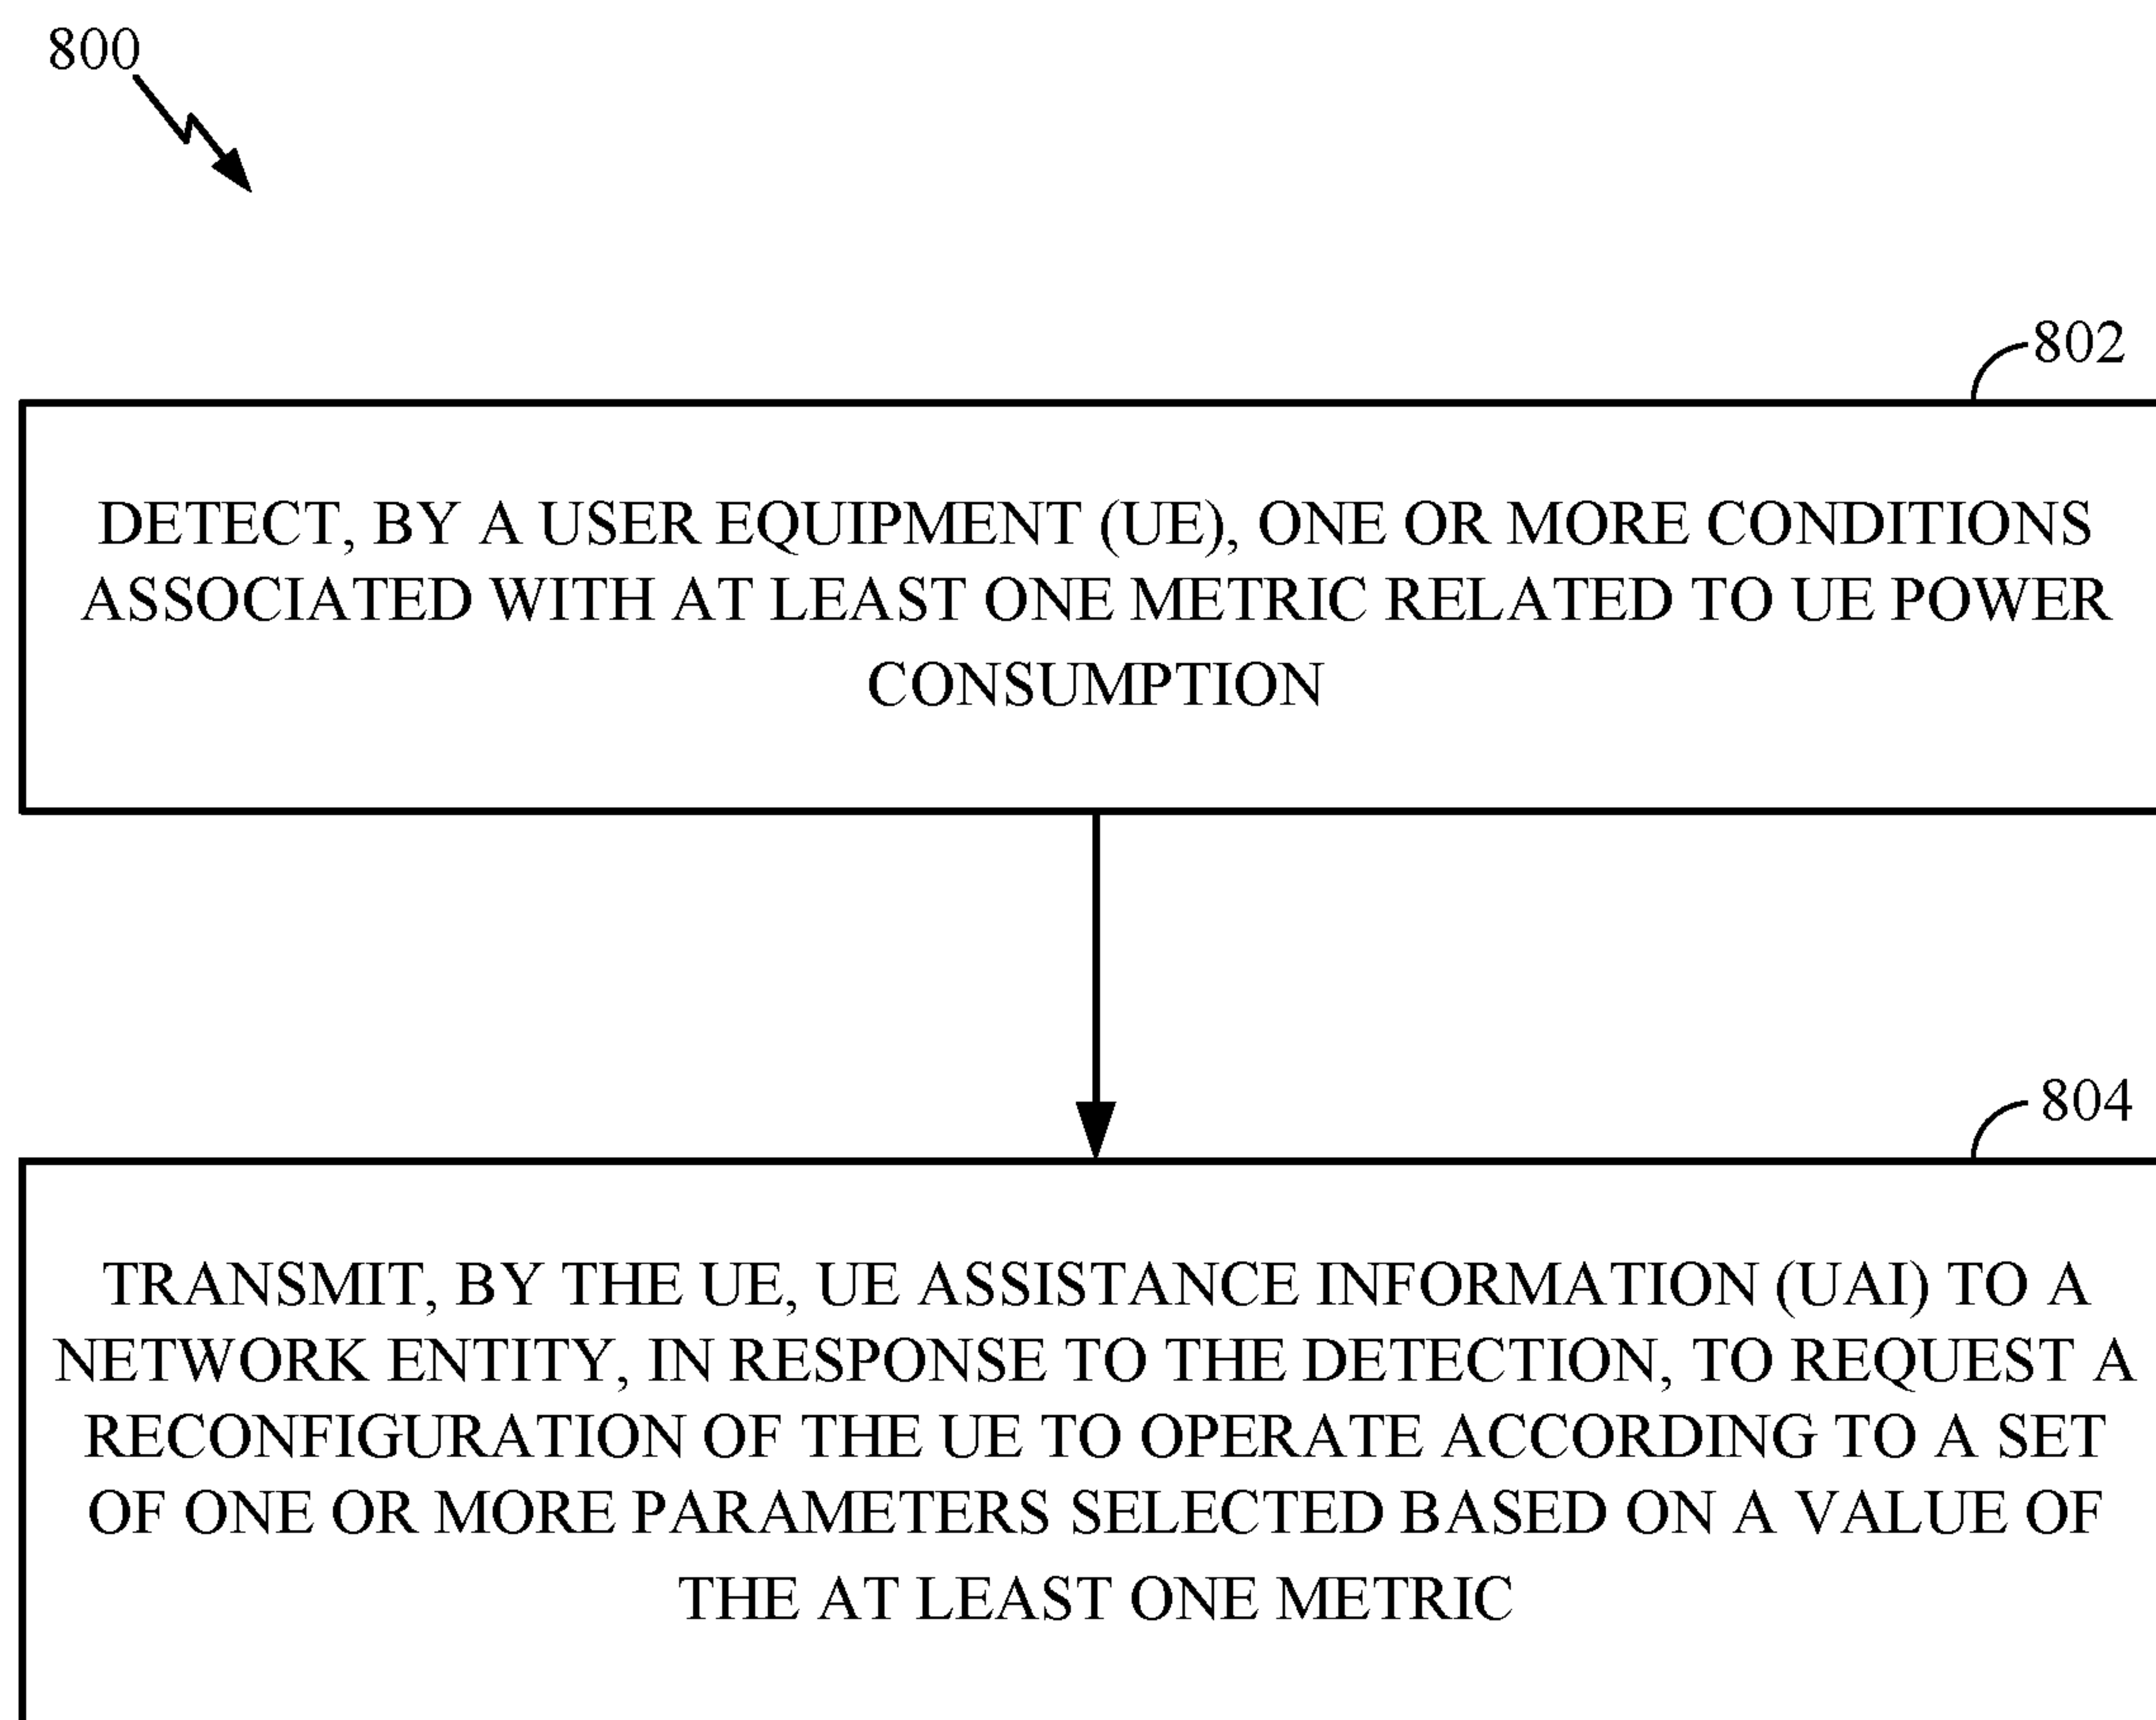 800
802
DETECT, BY A USER EQUIPMENT (UE), ONE OR MORE CONDITIONS
ASSOCIATED WITH AT LEAST ONE METRIC RELATED TO UE POWER
CONSUMPTION
804
TRANSMIT, BY THE UE, UE ASSISTANCE INFORMATION (UAI) TO A
NETWORK ENTITY, IN RESPONSE TO THE DETECTION, TO REQUEST A
RECONFIGURATION OF THE UE TO OPERATE ACCORDING TO A SET
OF ONE OR MORE PARAMETERS SELECTED BASED ON A VALUE OF
THE AT LEAST ONE METRIC